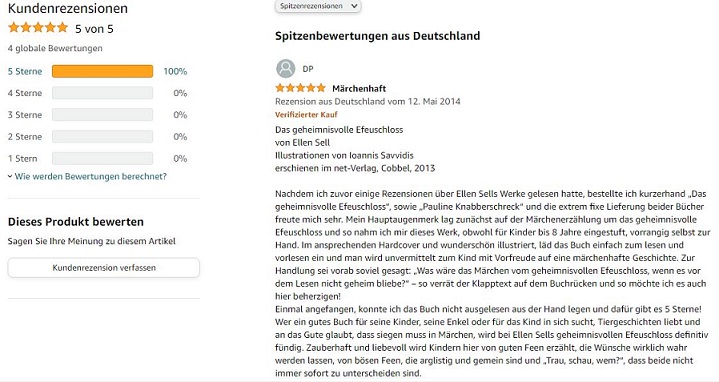 Kundenrezensionen
5 von 5
4 globale Bewertungen
5 Sterne 100%
4 Sterne 0%
3 Sterne 0%
2 Sterne 0%
1 Stern 0%
Wie werden Bewertungen berechnet?
Dieses Produkt bewerten
Sagen Sie Ihre Meinung zu diesem Artikel
Kundenrezension verfassen
Spitzenrezensionen
Spitzenbewertungen aus Deutschland
DP
Märchenhaft
Rezension aus Deutschland vom 12. Mai 2014
Verifizierter Kauf
Das geheimnisvolle Efeuschloss
von Ellen Sell
Illustrationen von Ioannis Savvidis
erschienen im net-Verlag, Cobbel, 2013
Nachdem ich zuvor einige Rezensionen über Ellen Sells Werke gelesen hatte, bestellte ich kurzerhand „Das
geheimnisvolle Efeuschloss“, sowie „Pauline Knabberschreck“ und die extrem fixe Lieferung beider Bücher
freute mich sehr. Mein Hauptaugenmerk lag zunächst auf der Märchenerzählung um das geheimnisvolle
Efeuschloss und so nahm ich mir dieses Werk, obwohl für Kinder bis 8 Jahre eingestuft, vorrangig selbst zur
Hand. Im ansprechenden Hardcover und wunderschön illustriert, läd das Buch einfach zum lesen und
vorlesen ein und man wird unvermittelt zum Kind mit Vorfreude auf eine märchenhafte Geschichte. Zur
Handlung sei vorab soviel gesagt: „Was wäre das Märchen vom geheimnisvollen Efeuschloss, wenn es vor
dem Lesen nicht geheim bliebe?“ – so verrät der Klapptext auf dem Buchrücken und so möchte ich es auch
hier beherzigen!
Einmal angefangen, konnte ich das Buch nicht ausgelesen aus der Hand legen und dafür gibt es 5 Sterne!
Wer ein gutes Buch für seine Kinder, seine Enkel oder für das Kind in sich sucht, Tiergeschichten liebt und
an das Gute glaubt, dass siegen muss in Märchen, wird bei Ellen Sells geheimnisvollen Efeuschloss definitiv
fündig. Zauberhaft und liebevoll wird Kindern hier von guten Feen erzählt, die Wünsche wirklich wahr
werden lassen, von bösen Feen, die arglistig und gemein sind und „Trau, schau, wem?“, dass beide nicht
immer sofort zu unterscheiden sind.